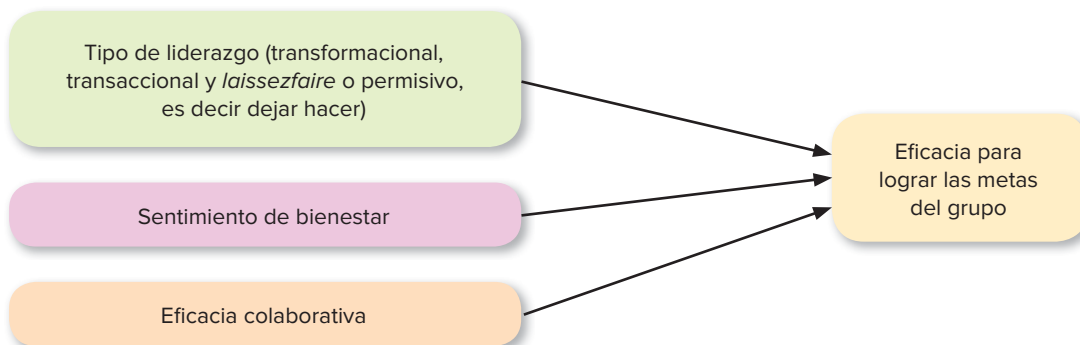 Tipo de liderazgo (transformacional,
transaccional y laissezfaire o permisivo,
es decir dejar hacer)
Sentimiento de bienestar
Eficacia colaborativa
Eficacia para
lograr las metas
del grupo